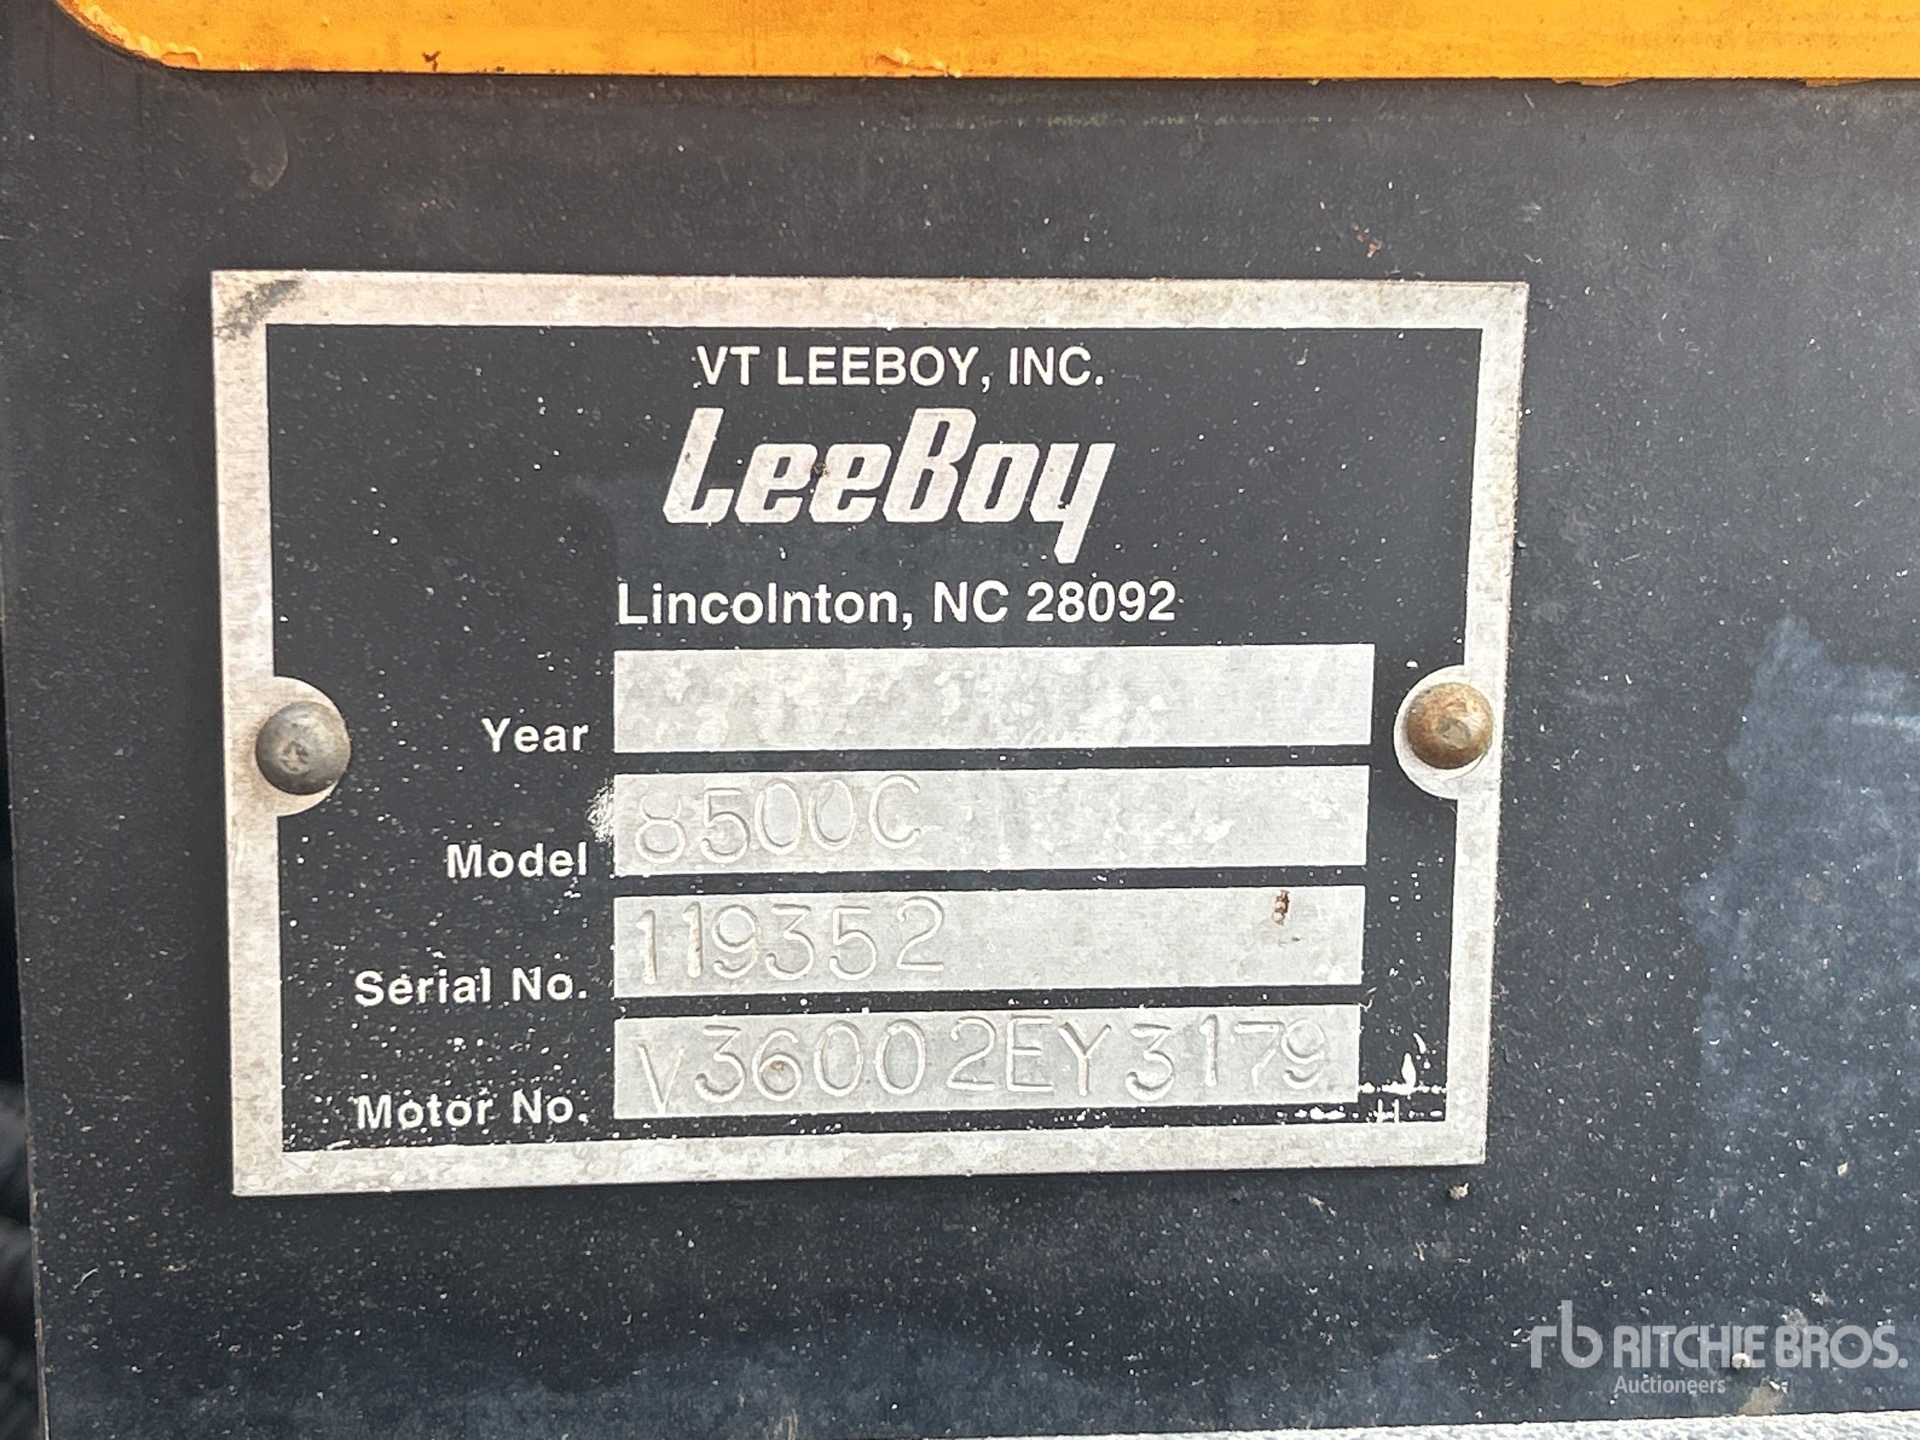 VT LEEBOY, INC.
LeeBoy
Lincolnton, NC 28092
Year
Model 8500C
Serial No. 119352
Motor No. V36002EY3179
rb RITCHIE BROS.
Auctioneers